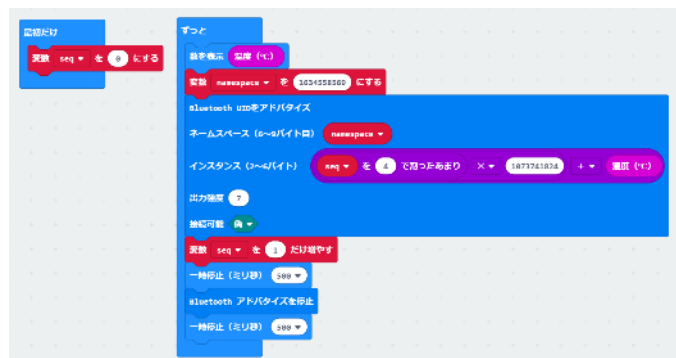 最初だけ
変数 seq ▼ を 0 にする
ずっと
数を表示 温度 (℃)
変数 namespace ▼ を 1634558569 にする
Bluetooth UIDをアドバタイズ
ネームスペース (6~9バイト目) namespace ▼
インスタンス (2~6バイト) seq ▼ を 4 で割ったあまり × ▼ 1073741824 + ▼ 温度 (℃)
出力強度 7
接続可能 偽 ▼
変数 seq ▼ を 1 だけ増やす
一時停止 (ミリ秒) 500 ▼
Bluetooth アドバタイズを停止
一時停止 (ミリ秒) 500 ▼